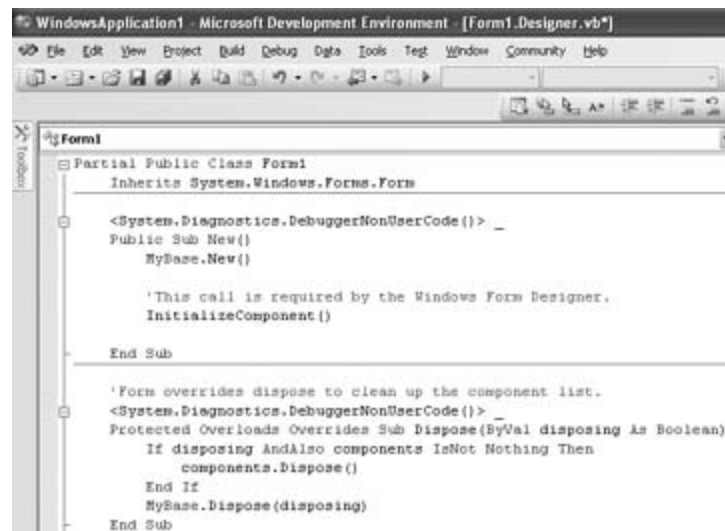 WindowsApplication1 - Microsoft Development Environment - [Form1.Designer.vb*]
File Edit View Project Build Debug Data Tools Test Window Community Help
Toolbox
Form1
Partial Public Class Form1
Inherits System.Windows.Forms.Form
<System.Diagnostics.DebuggerNonUserCode()> _
Public Sub New()
MyBase.New()
'This call is required by the Windows Form Designer.
InitializeComponent()
End Sub
'Form overrides dispose to clean up the component list.
<System.Diagnostics.DebuggerNonUserCode()> _
Protected Overloads Overrides Sub Dispose(ByVal disposing As Boolean)
If disposing AndAlso components IsNot Nothing Then
components.Dispose()
End If
MyBase.Dispose(disposing)
End Sub